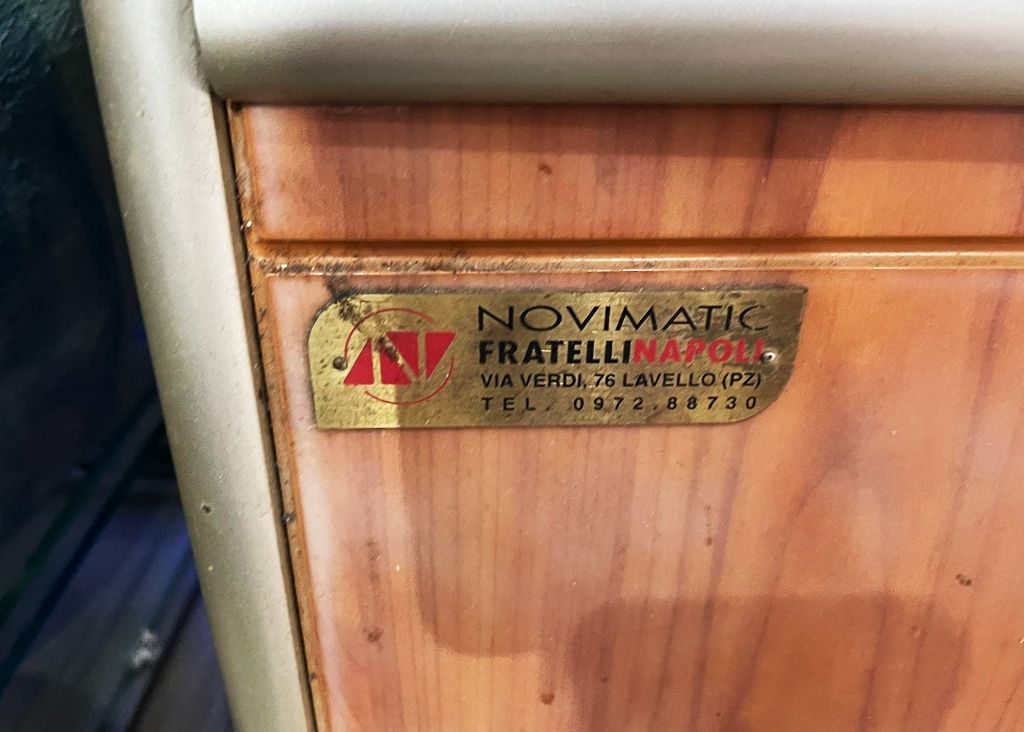 NOVIMATIC
FRATELLINAPOLI
VIA VERDI, 76 LAVELLO (PZ)
TEL. 0972.88730